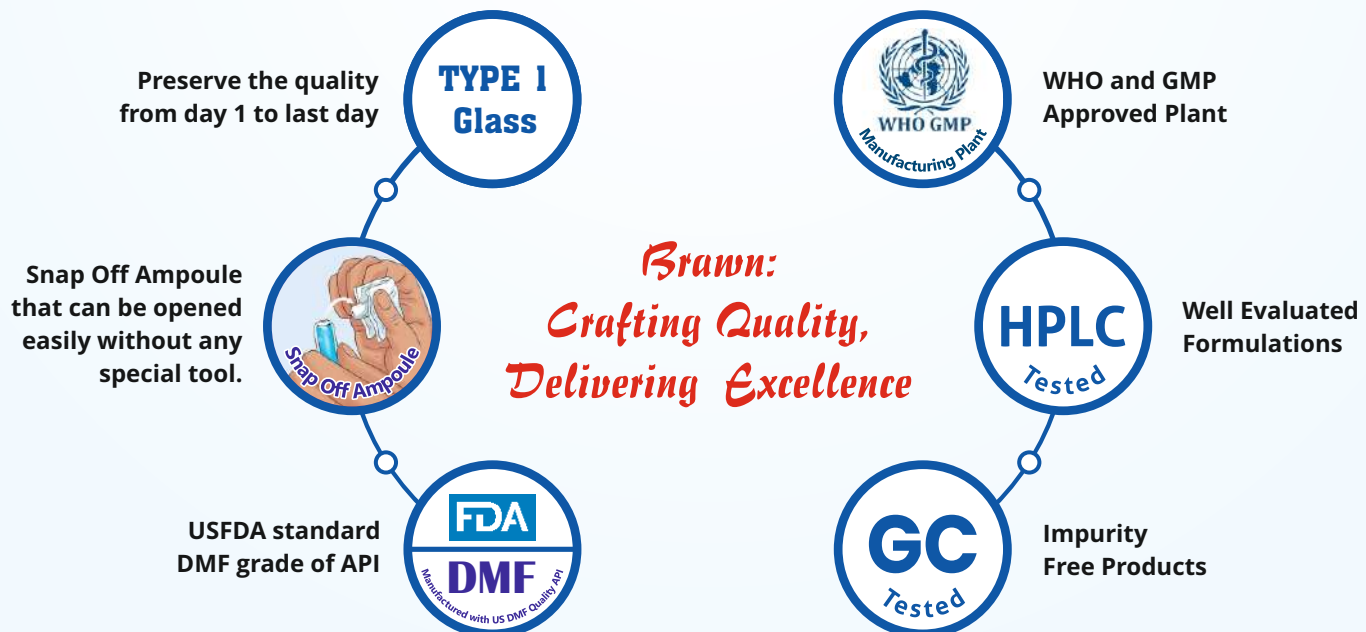 Preserve the quality
from day 1 to last day
TYPE 1
Glass
Snap Off Ampoule
that can be opened
easily without any
special tool.
Snap Off Ampoule
USFDA standard
DMF grade of API
FDA
DMF
Manufactured with US DMF Quality API
Brawn:
Crafting Quality,
Delivering Excellence
WHO GMP
Manufacturing Plant
WHO and GMP
Approved Plant
HPLC
Tested
Well Evaluated
Formulations
GC
Tested
Impurity
Free Products